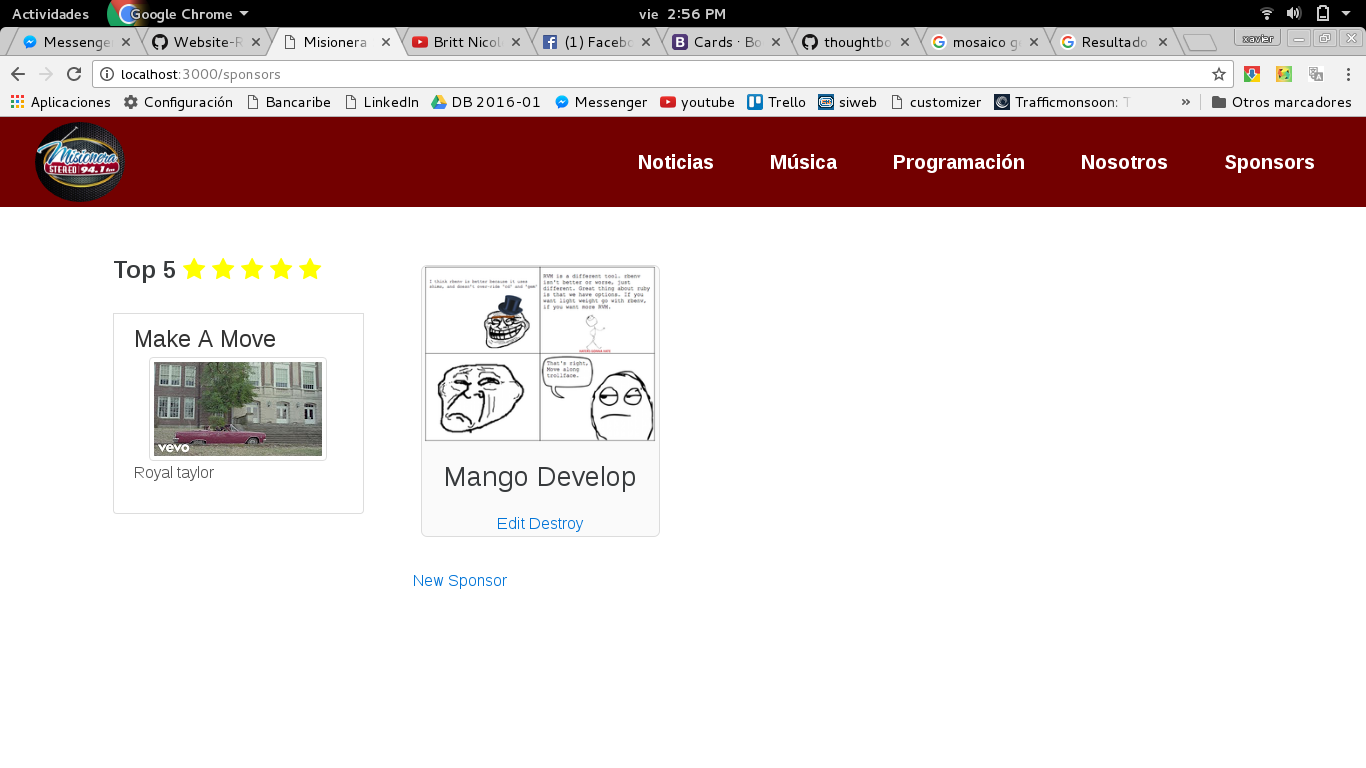 Actividades Google Chrome vie 2:56 PM
Messenge Website-R Misionera Britt Nicol (1) Facebo Cards · Bo thoughtbo mosaico g Resultado xavier
localhost:3000/sponsors
Aplicaciones Configuración Bancaribe LinkedIn DB 2016-01 Messenger youtube Trello siweb customizer Trafficmonsoon: T » Otros marcadores
Misionera
STEREO 94.1 fm
Noticias Música Programación Nosotros Sponsors
Top 5
Make A Move
vevo
Royal taylor
I think rbenv is better because it uses
shims, and doesn't over-ride "cd" and "gem"
RVM is a different tool. rbenv
isn't better or worse, just
different. Great thing about ruby
is that we have options. If you
want light weight go with rbenv,
if you want more RVM.
That's right,
Move along
trollface.
Mango Develop
Edit Destroy
New Sponsor